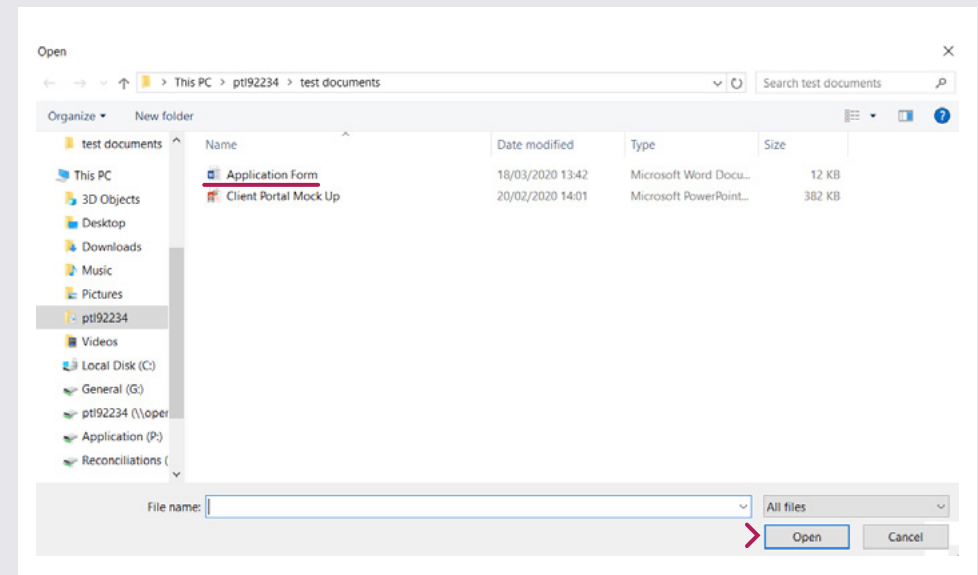 Open
This PC > ptl92234 > test documents
Search test documents
Organize
New folder
test documents
This PC
3D Objects
Desktop
Downloads
Music
Pictures
ptl92234
Videos
Local Disk (C:)
General (G:)
ptl92234 (\\oper
Application (P:)
Reconciliations (
Name Date modified Type Size
Application Form 18/03/2020 13:42 Microsoft Word Docu... 12 KB
Client Portal Mock Up 20/02/2020 14:01 Microsoft PowerPoint... 382 KB
File name:
All files
Open
Cancel